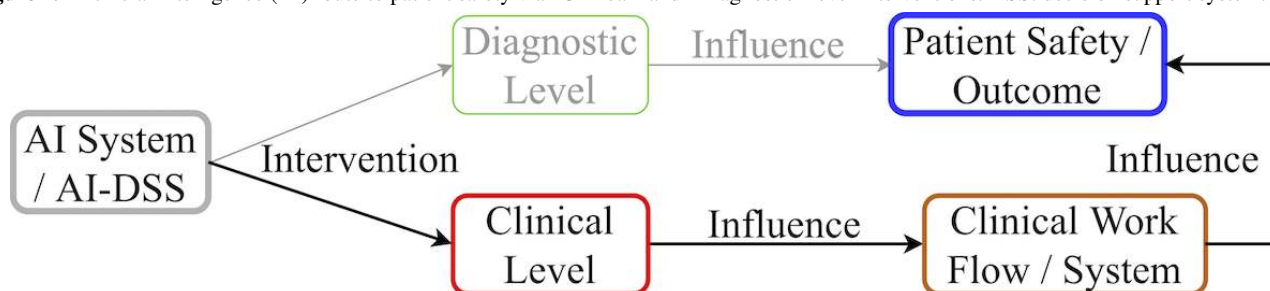 Diagnostic
Level
Influence
Patient Safety /
Outcome
AI System
/ AI-DSS
Intervention
Influence
Clinical
Level
Influence
Clinical Work
Flow / System